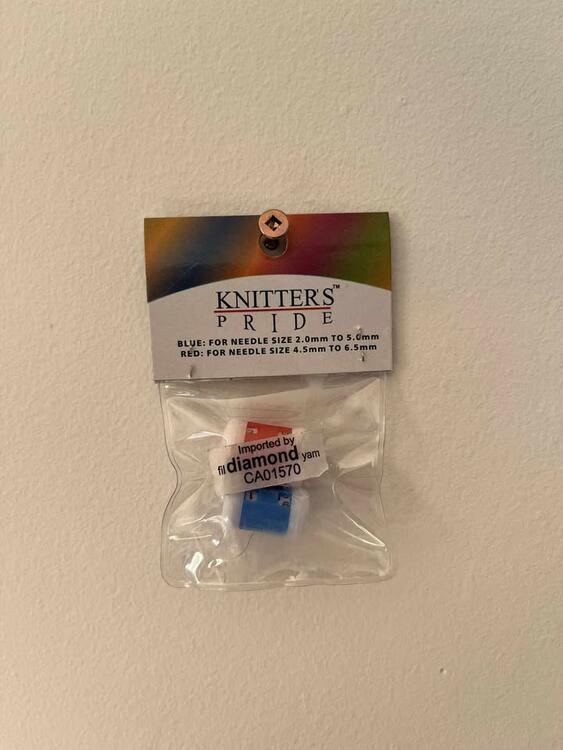 KNITTER'S™
PRIDE
BLUE: FOR NEEDLE SIZE 2.0mm TO 5.0mm
RED: FOR NEEDLE SIZE 4.5mm TO 6.5mm
Imported by
fil diamond yarn
CA01570